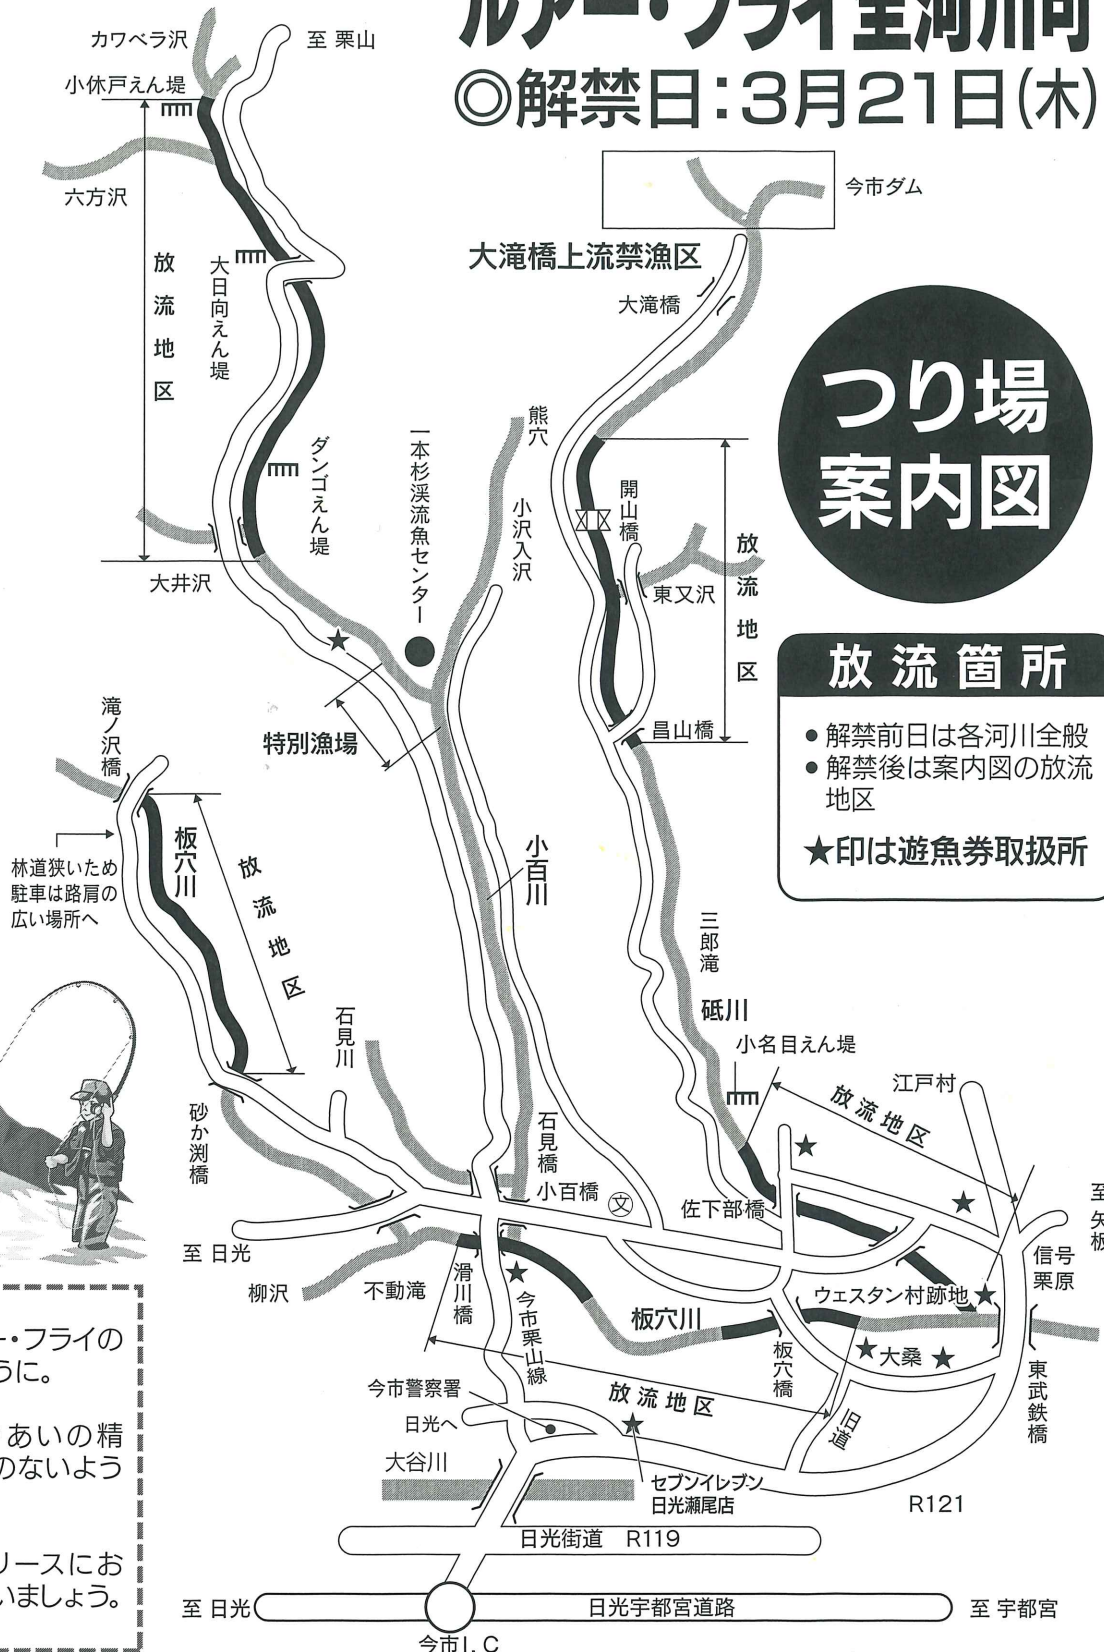 ルアー・フライ全河川可
◎解禁日：3月21日(木)
カワベラ沢
至 栗山
小休戸えん堤
六方沢
放流地区
大日向えん堤
ダンゴえん堤
大井沢
今市ダム
大滝橋上流禁漁区
大滝橋
つり場
案内図
熊穴
一本杉渓流魚センター
小沢入沢
開山橋
東又沢
放流地区
昌山橋
特別漁場
放流箇所
●解禁前日は各河川全般
●解禁後は案内図の放流
地区
★印は遊魚券取扱所
滝ノ沢橋
林道狭いため
駐車は路肩の
広い場所へ
板穴川
放流地区
小百川
三郎滝
砥川
小名目えん堤
石見川
江戸村
放流地区
砂か渕橋
石見橋
小百橋
文
佐下部橋
至矢板
至 日光
柳沢
不動滝
滑川橋
今市栗山線
板穴川
ウェスタン村跡地
信号
栗原
板穴橋
大桑
東武鉄橋
今市警察署
日光へ
放流地区
旧道
大谷川
セブンイレブン
日光瀬尾店
R121
日光街道 R119
至 日光
日光宇都宮道路
至 宇都宮
今市I.C
ー・フライの
うに。
りあいの精
のないよう
リースにお
いましょう。